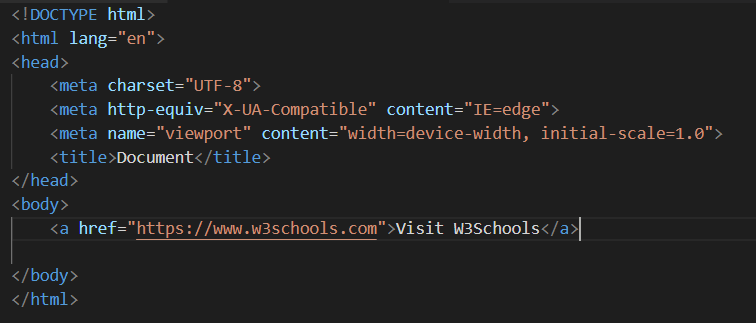 <!DOCTYPE html>
<html lang="en">
<head>
    <meta charset="UTF-8">
    <meta http-equiv="X-UA-Compatible" content="IE=edge">
    <meta name="viewport" content="width=device-width, initial-scale=1.0">
    <title>Document</title>
</head>
<body>
    <a href="https://www.w3schools.com">Visit W3Schools</a>
</body>
</html>